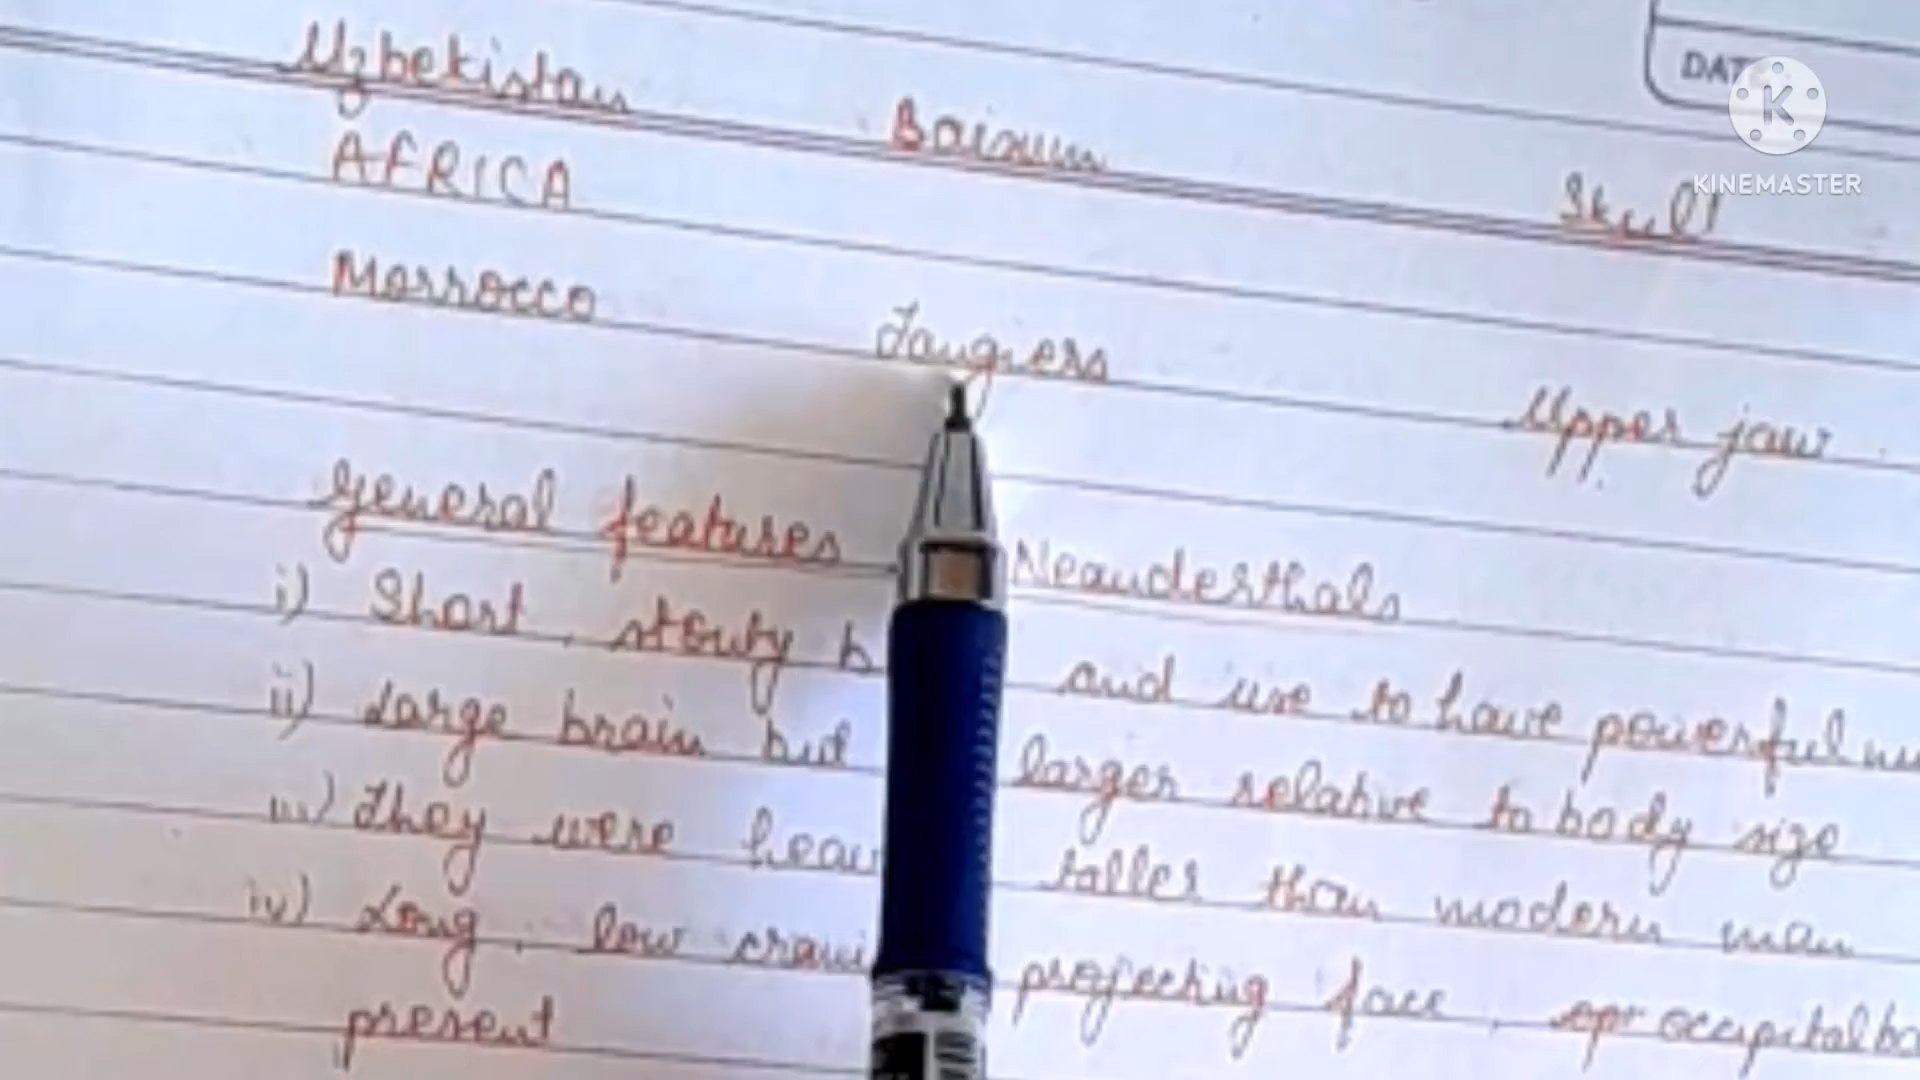 DAT
K
KINEMASTER
Uzbekistan Baisun Skull
AFRICA
Morrocco Tangiers Upper jaw.
General features Neanderthals
i) Short, stouty b and use to have powerful
ii) Large brain but larger relative to body size
iii) They were heav taller than modern man
iv) Long, low crani projecting face, occipital
present